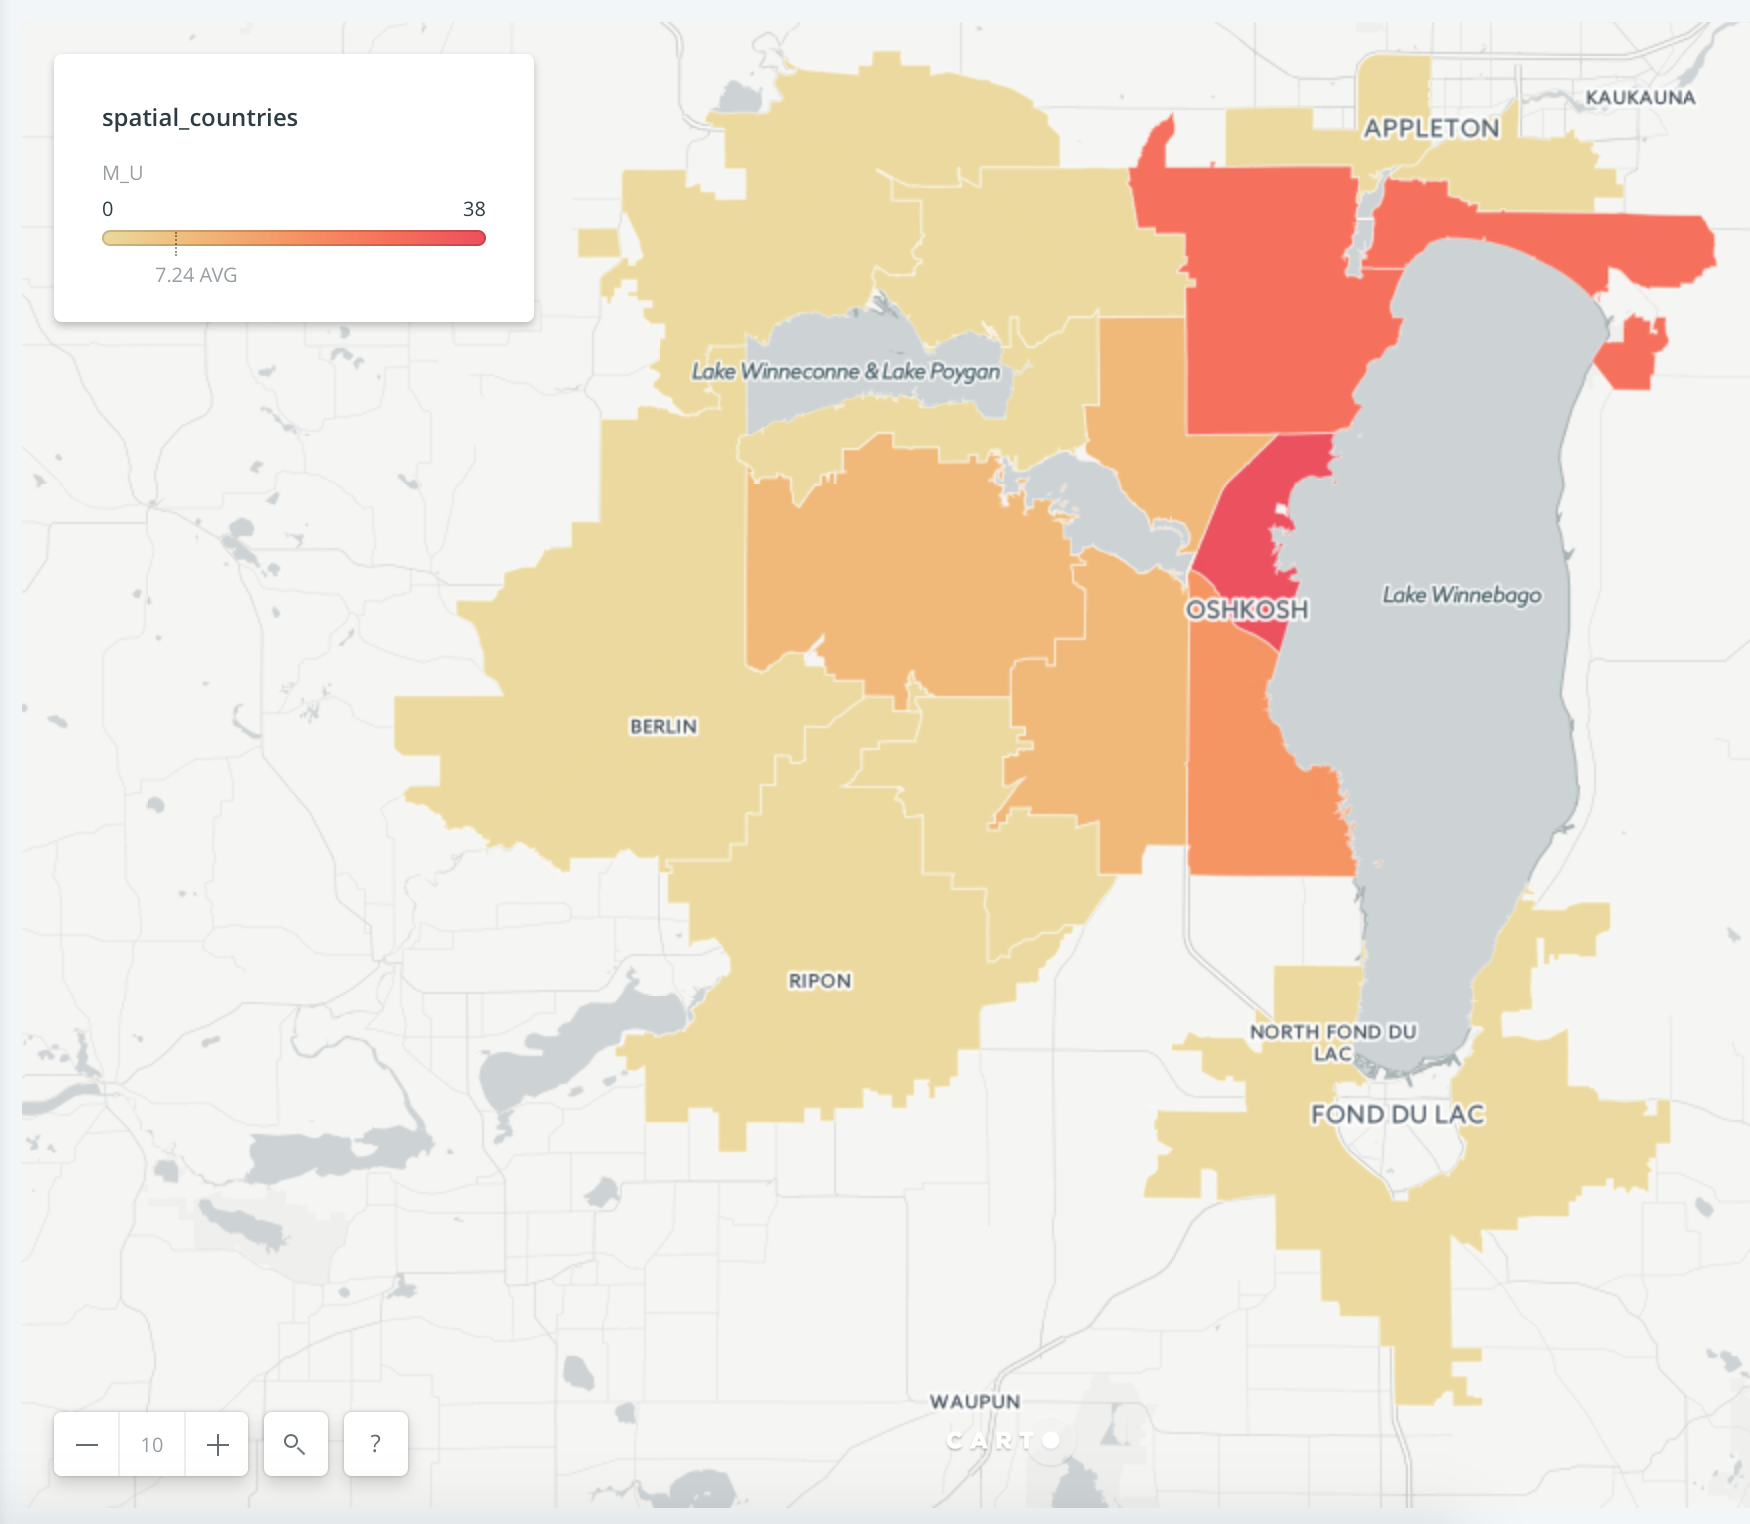 spatial_countries
M_U
0 38
7.24 AVG
KAUKAUNA
APPLETON
Lake Winneconne & Lake Poygan
Lake Winnebago
OSHKOSH
BERLIN
RIPON
NORTH FOND DU
LAC
FOND DU LAC
WAUPUN
CARTO
10
?